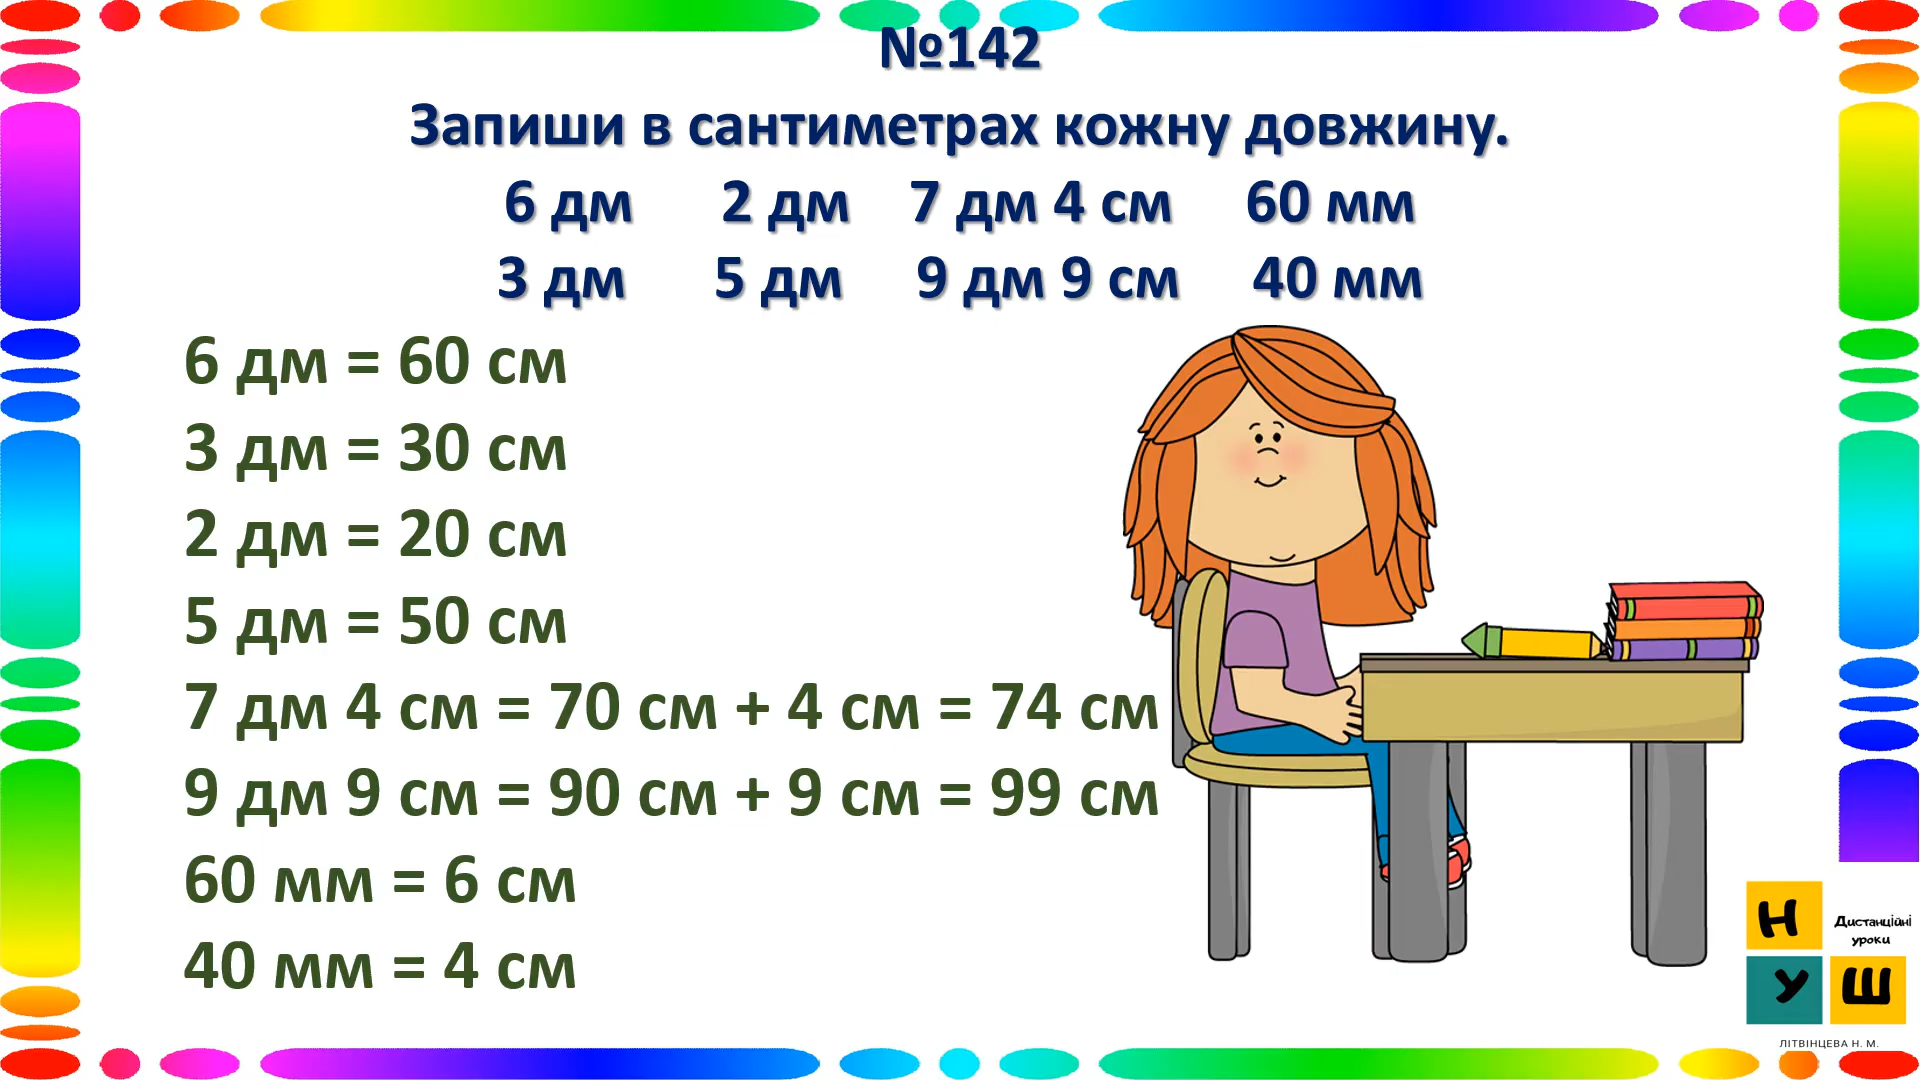 №142
Запиши в сантиметрах кожну довжину.
6 дм 2 дм 7 дм 4 см 60 мм
3 дм 5 дм 9 дм 9 см 40 мм
6 дм = 60 см
3 дм = 30 см
2 дм = 20 см
5 дм = 50 см
7 дм 4 см = 70 см + 4 см = 74 см
9 дм 9 см = 90 см + 9 см = 99 см
60 мм = 6 см
40 мм = 4 см
Н
Дистанційні
уроки
У Ш
ЛІТВІНЦЕВА Н. М.